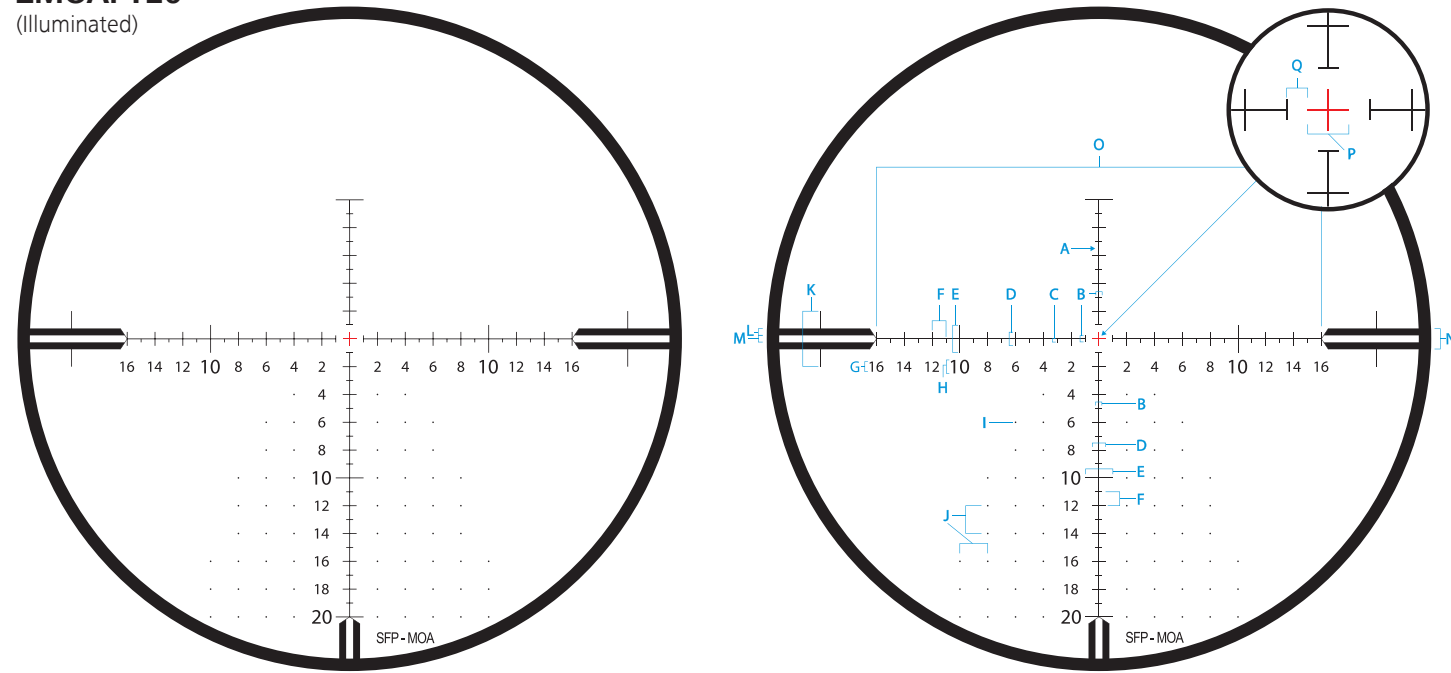 (Illuminated)
Q
P
O
A
K
F E D C B
L
M
N
16 14 12 10 8 6 4 2 2 4 6 8 10 12 14 16
G 16 14 12 10 8 6 4 2 2 4 6 8 10 12 14 16
H
4
6
8
10
12
14
16
18
20
SFP - MOA
4
I 6
8
10
12
14
16
18
20
B
D
E
F
J
SFP - MOA